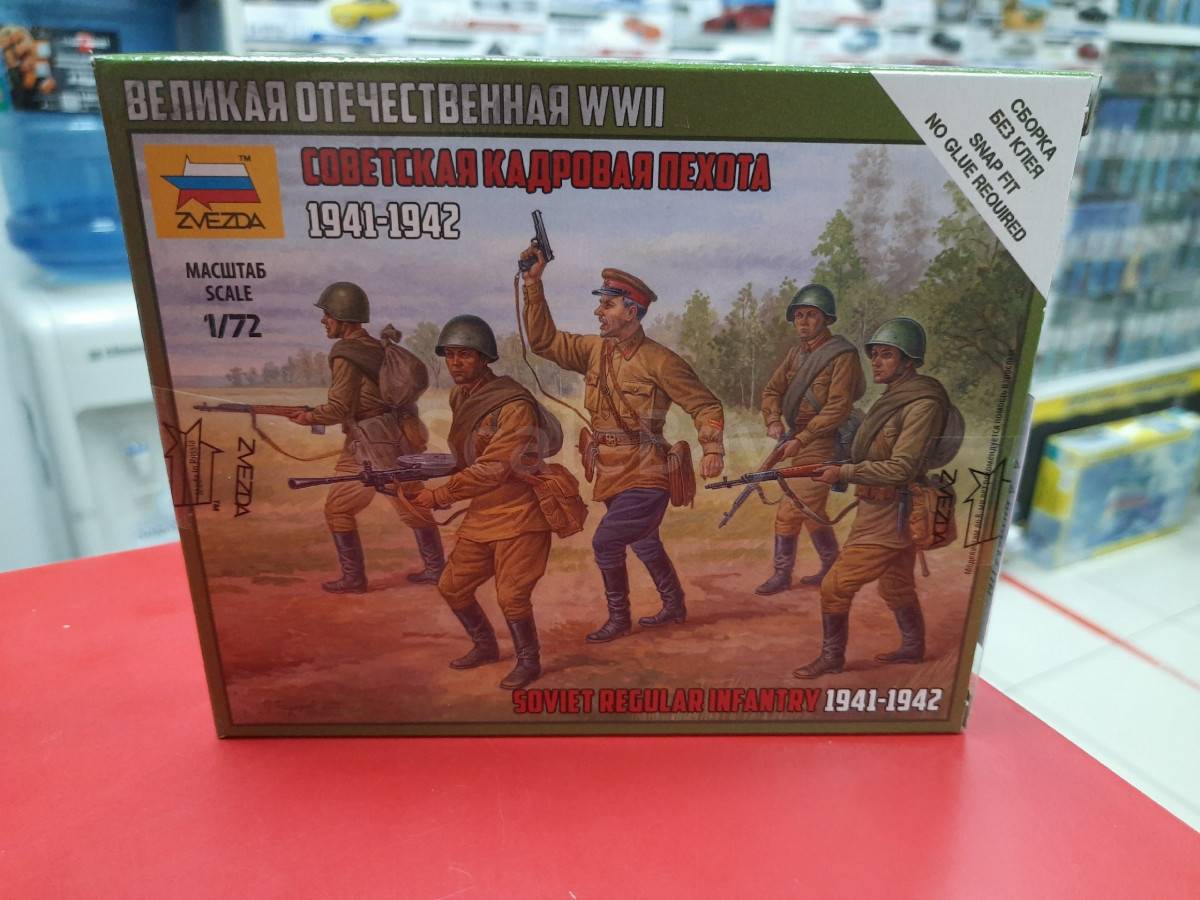 ВЕЛИКАЯ ОТЕЧЕСТВЕННАЯ WWII
СБОРКА
БЕЗ КЛЕЯ
SNAP FIT
NO GLUE REQUIRED
™
ZVEZDA
СОВЕТСКАЯ КАДРОВАЯ ПЕХОТА
1941-1942
МАСШТАБ
SCALE
1/72
ZVEZDA
ZVEZDA
SOVIET REGULAR INFANTRY 1941-1942